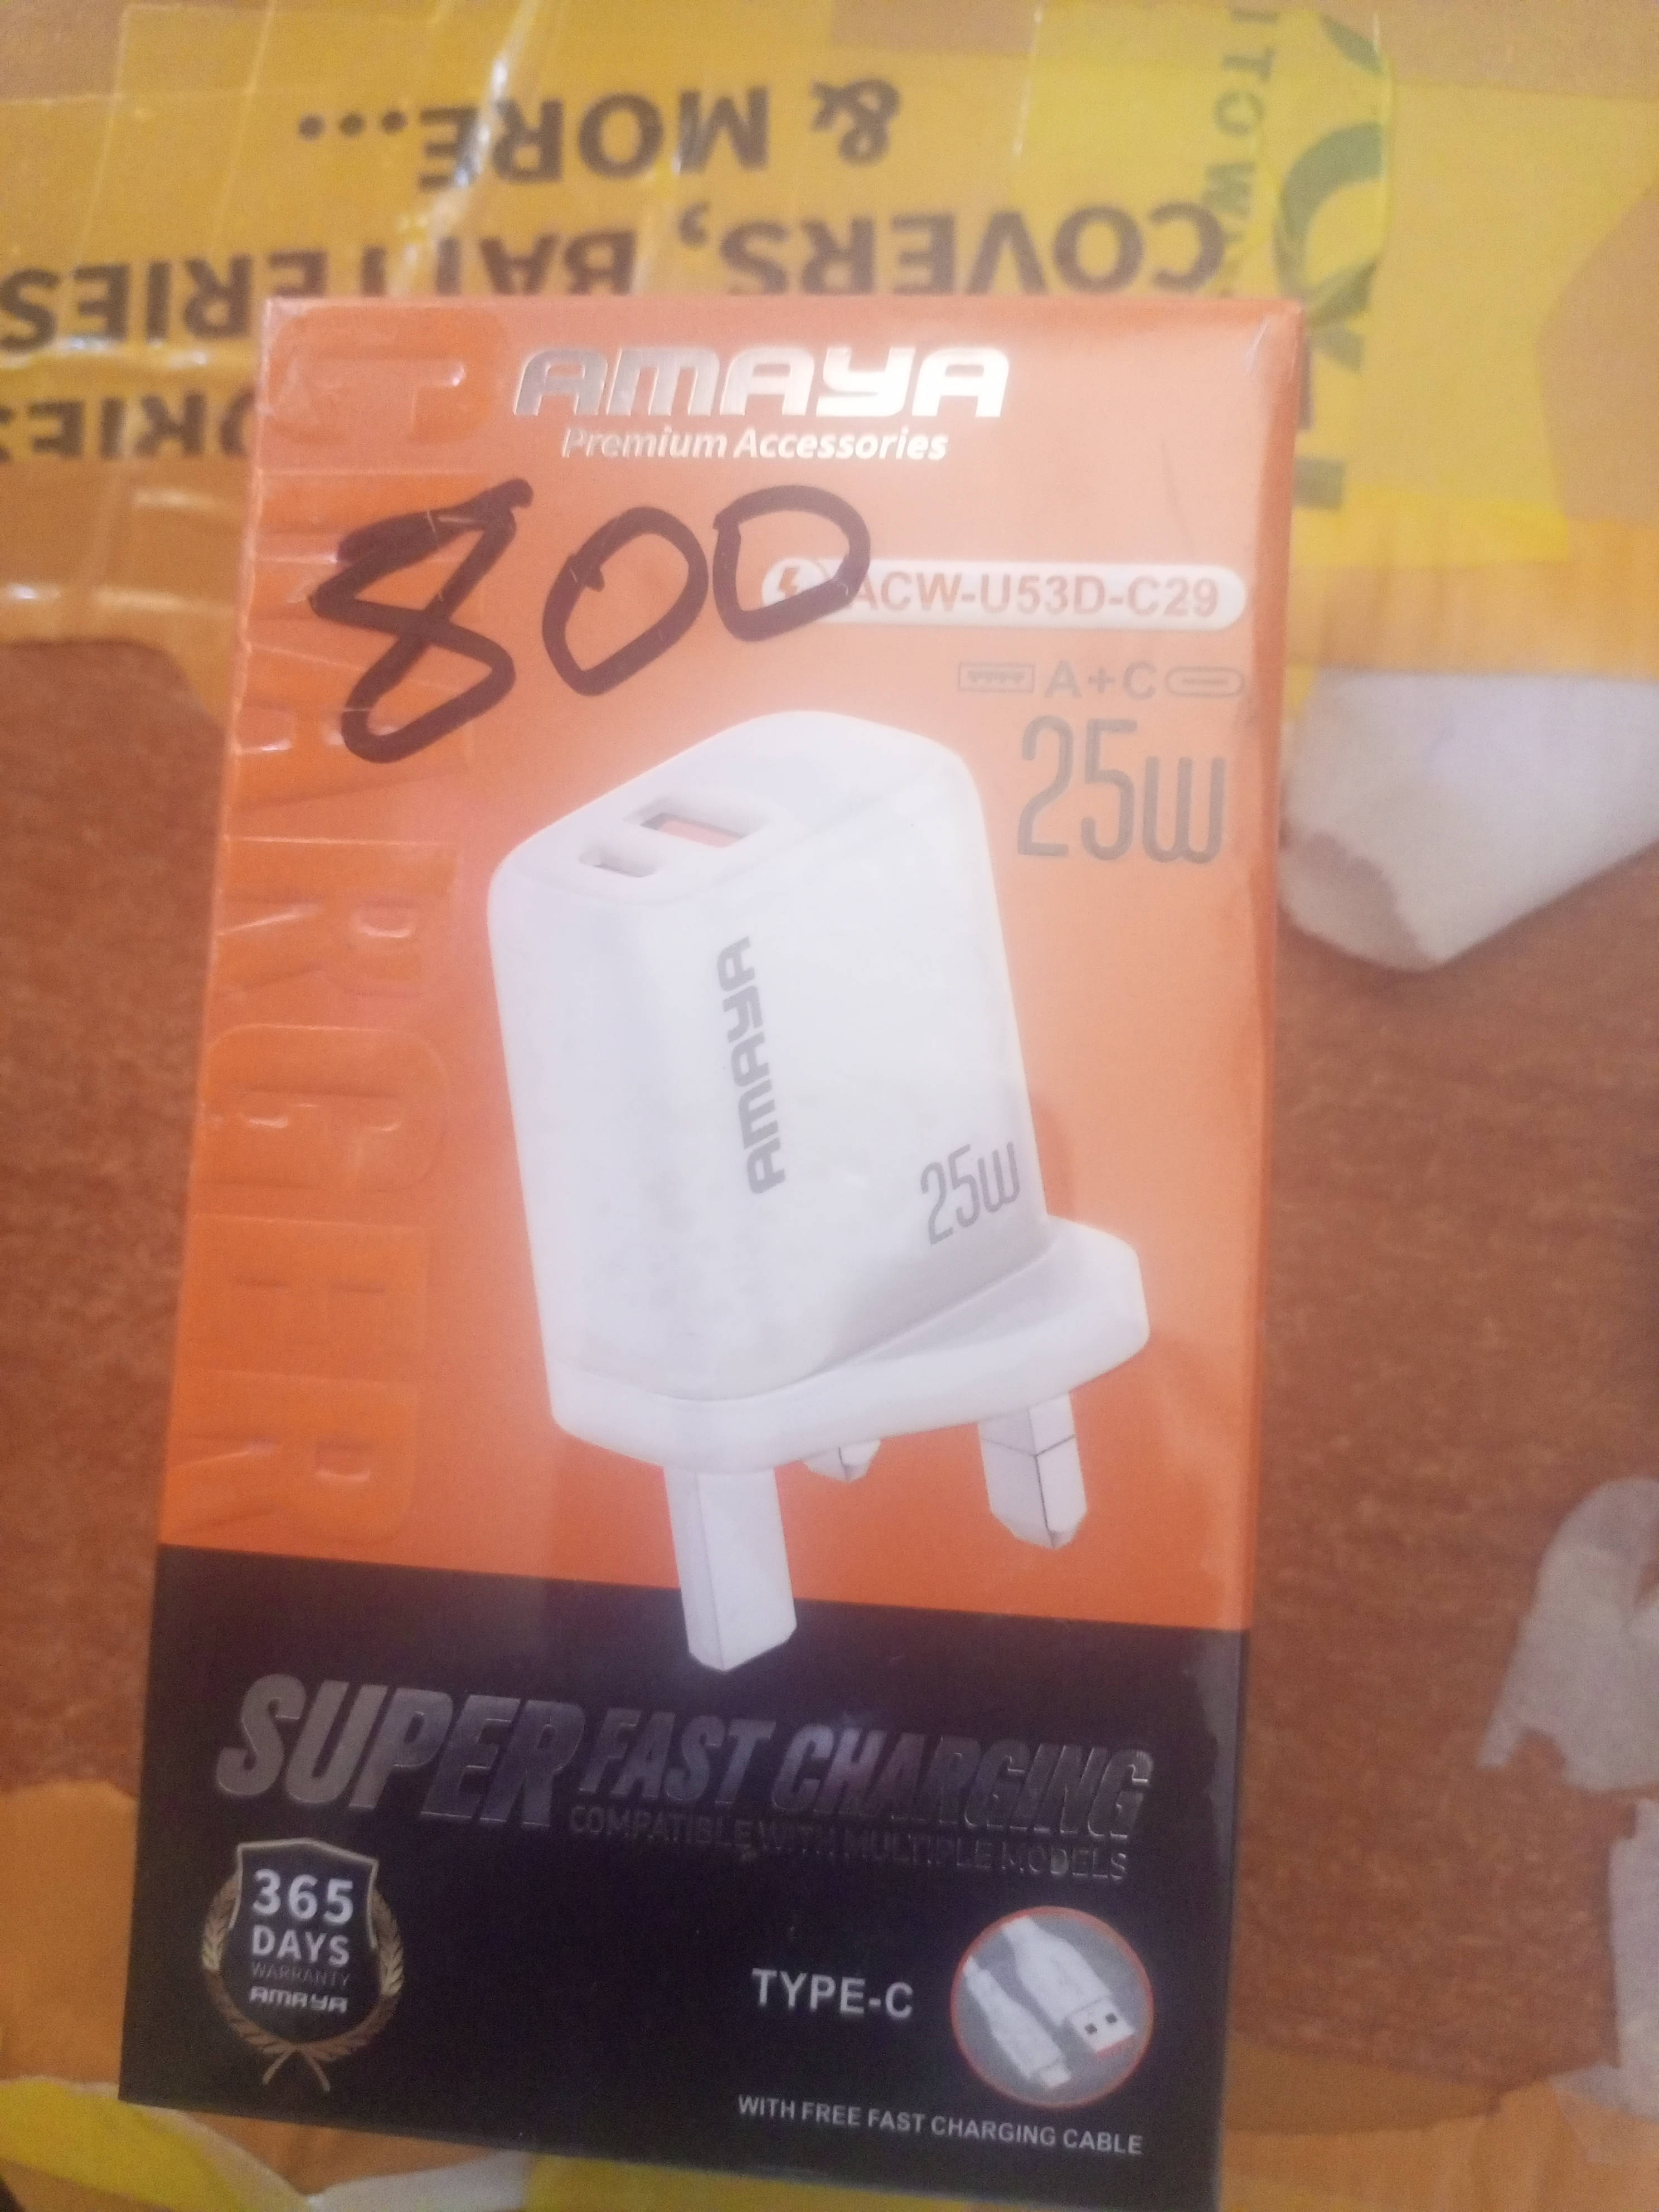 & MORE...
COVERS, BATTERIES
AMAYA
Premium Accessories
800
ACW-U53D-C29
A+C
25W
CHARGER
AMAYA
25W
SUPER FAST CHARGING
COMPATIBLE WITH MULTIPLE MODELS
365
DAYS
WARRANTY
AMAYA
TYPE-C
WITH FREE FAST CHARGING CABLE